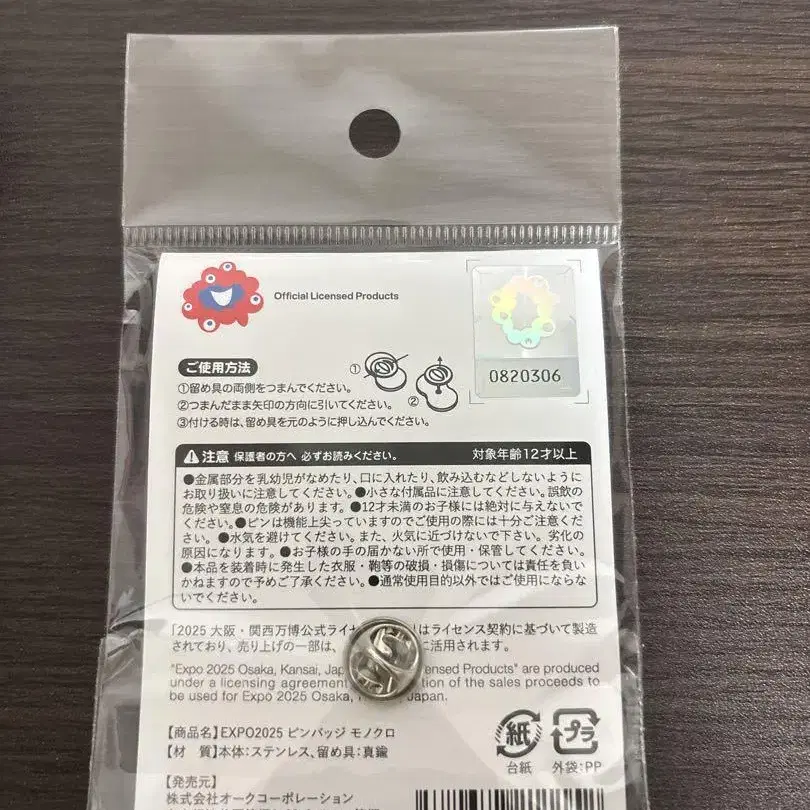 Official Licensed Products
0820306
ご使用方法
①留め具の両側をつまんでください。
②つまんだまま矢印の方向に引いてください。
③付ける時は、留め具を元のように押し込んでください。
①
②
注意 保護者の方へ 必ずお読みください。 対象年齢12才以上
●金属部分を乳幼児がなめたり、口に入れたり、飲み込むなどしないように
お取り扱いに注意してください。●小さな付属品に注意してください。誤飲の
危険や窒息の危険があります。●12才未満のお子様には絶対に与えないで
ください。●ピンは機能上尖っていますのでご使用の際には十分ご注意くださ
い。●水気を避けてください。また、火気に近づけないで下さい。劣化の
原因になります。●お子様の手の届かない所で使用・保管してください。
●本品を装着時に発生した衣服・鞄等の破損・損傷については責任を負い
かねますので予めご了承ください。●通常使用目的以外ではご使用にならな
いでください。
「2025 大阪・関西万博公式ライセ はライセンス契約に基づいて製造
されており、売り上げの一部は、 に活用されます。
"Expo 2025 Osaka, Kansai, Jap ensed Products" are produced
under a licensing agreement tion of the sales proceeds to
be used for Expo 2025 Osaka, Japan.
【商品名】EXPO2025 ピンバッジ モノクロ
【材 質】本体:ステンレス、留め具:真鍮
【発売元】
株式会社オークコーポレーション
紙
台紙
プラ
外袋:PP